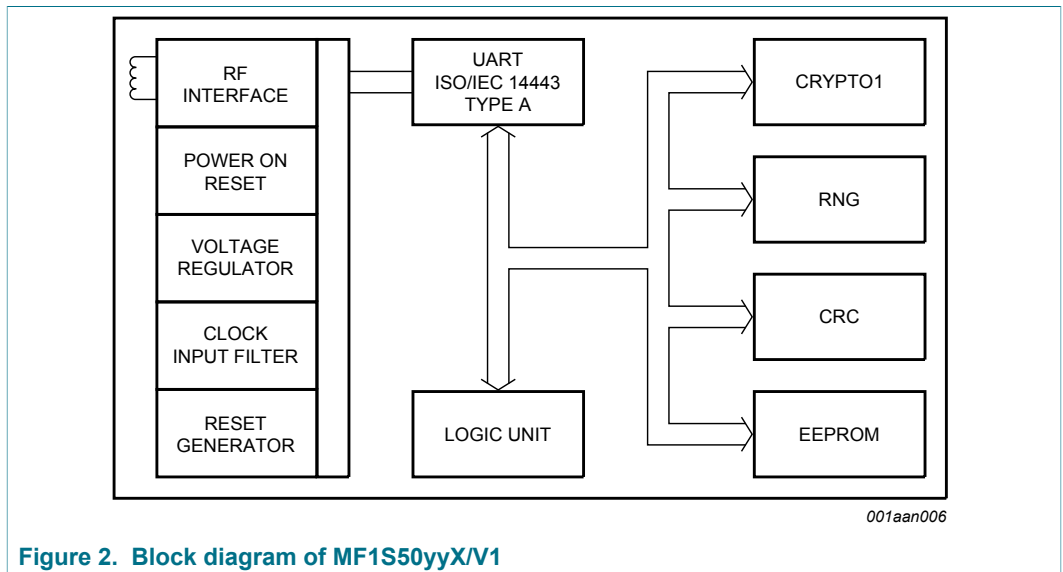 RF
INTERFACE
POWER ON
RESET
VOLTAGE
REGULATOR
CLOCK
INPUT FILTER
RESET
GENERATOR
UART
ISO/IEC 14443
TYPE A
LOGIC UNIT
CRYPTO1
RNG
CRC
EEPROM
001aan006
Figure 2. Block diagram of MF1S50yyX/V1